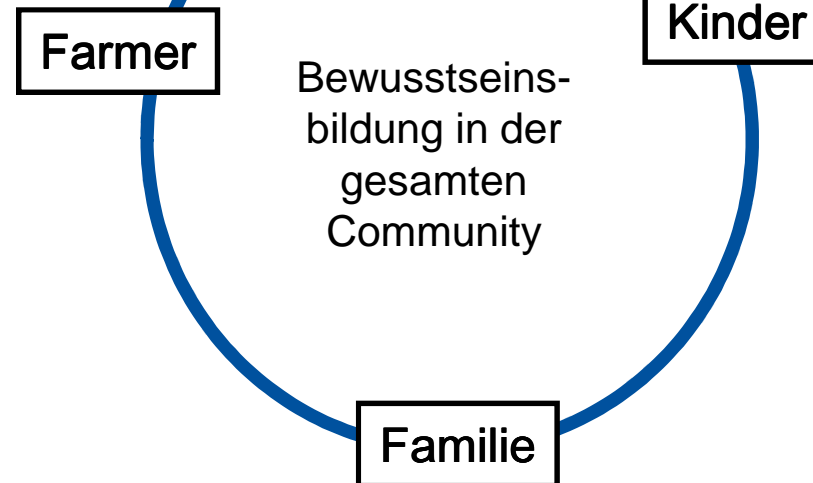 Kinder
Farmer
Bewusstseins-
bildung in der
gesamten
Community
Familie